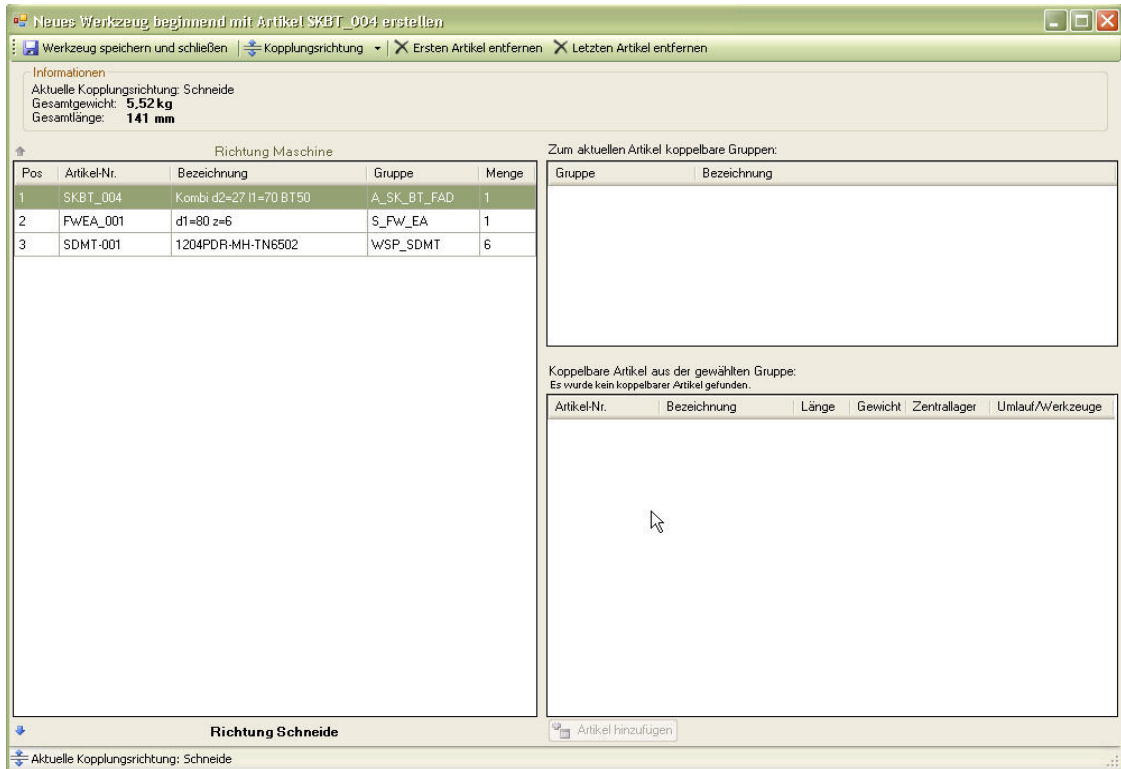 Neues Werkzeug beginnend mit Artikel SKBT_004 erstellen
Werkzeug speichern und schließen Kopplungsrichtung Ersten Artikel entfernen Letzten Artikel entfernen
Informationen
Aktuelle Kopplungsrichtung: Schneide
Gesamtgewicht: 5,52 kg
Gesamtlänge: 141 mm
Richtung Maschine
Pos Artikel-Nr. Bezeichnung Gruppe Menge
1 SKBT_004 Kombi d2=27 l1=70 BT50 A_SK_BT_FAD 1
2 FWEA_001 d1=80 z=6 S_FW_EA 1
3 SDMT-001 1204PDR-MH-TN6502 WSP_SDMT 6
Richtung Schneide
Zum aktuellen Artikel koppelbare Gruppen:
Gruppe Bezeichnung
Koppelbare Artikel aus der gewählten Gruppe:
Es wurde kein koppelbarer Artikel gefunden.
Artikel-Nr. Bezeichnung Länge Gewicht Zentrallager Umlauf/Werkzeuge
Artikel hinzufügen
Aktuelle Kopplungsrichtung: Schneide